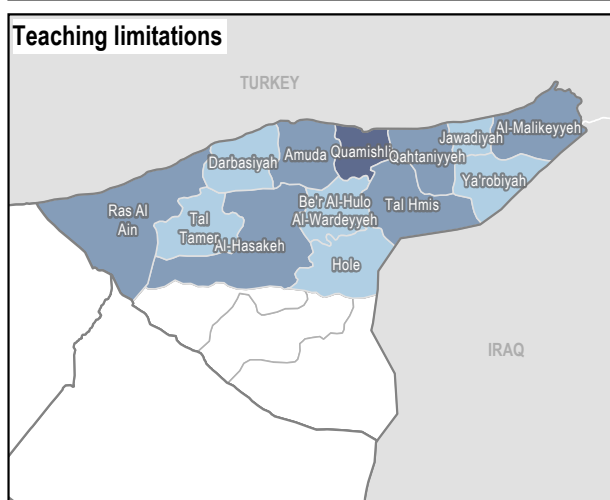 Teaching limitations
TURKEY
Jawadiyah
Al-Malikeyyeh
Darbasiyah
Amuda
Quamishli
Qahtaniyyeh
Ya'robiyah
Ras Al
Ain
Tal
Tamer
Be'r Al-Hulo
Al-Wardeyyeh
Tal Hmis
Al-Hasakeh
Hole
IRAQ